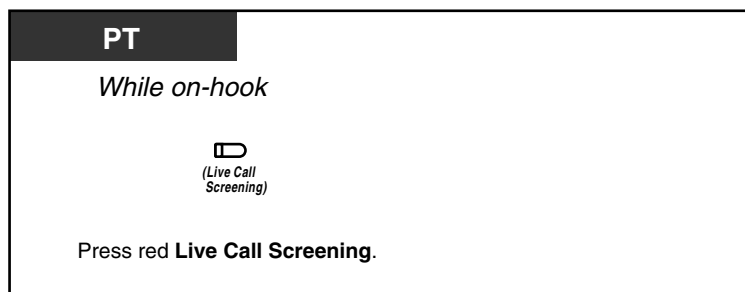 PT
While on-hook
(Live Call
Screening)
Press red Live Call Screening.